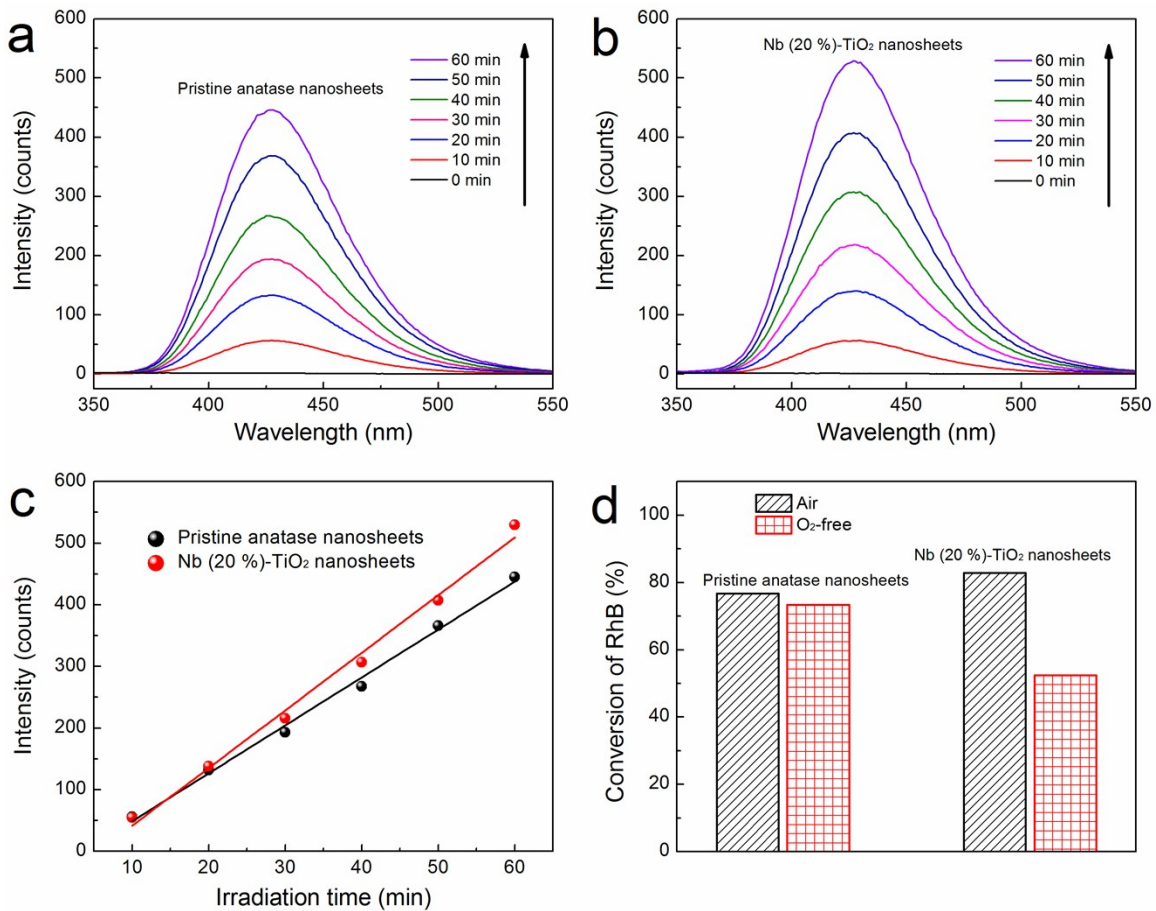 a
600
500
400
300
200
100
0
Intensity (counts)
Pristine anatase nanosheets
60 min
50 min
40 min
30 min
20 min
10 min
0 min
350 400 450 500 550
Wavelength (nm)
b
600
500
400
300
200
100
0
Intensity (counts)
Nb (20 %)-TiO₂ nanosheets
60 min
50 min
40 min
30 min
20 min
10 min
0 min
350 400 450 500 550
Wavelength (nm)
c
600
500
400
300
200
100
0
Intensity (counts)
Pristine anatase nanosheets
Nb (20 %)-TiO₂ nanosheets
10 20 30 40 50 60
Irradiation time (min)
d
100
80
60
40
20
0
Conversion of RhB (%)
Air
O₂-free
Pristine anatase nanosheets
Nb (20 %)-TiO₂ nanosheets